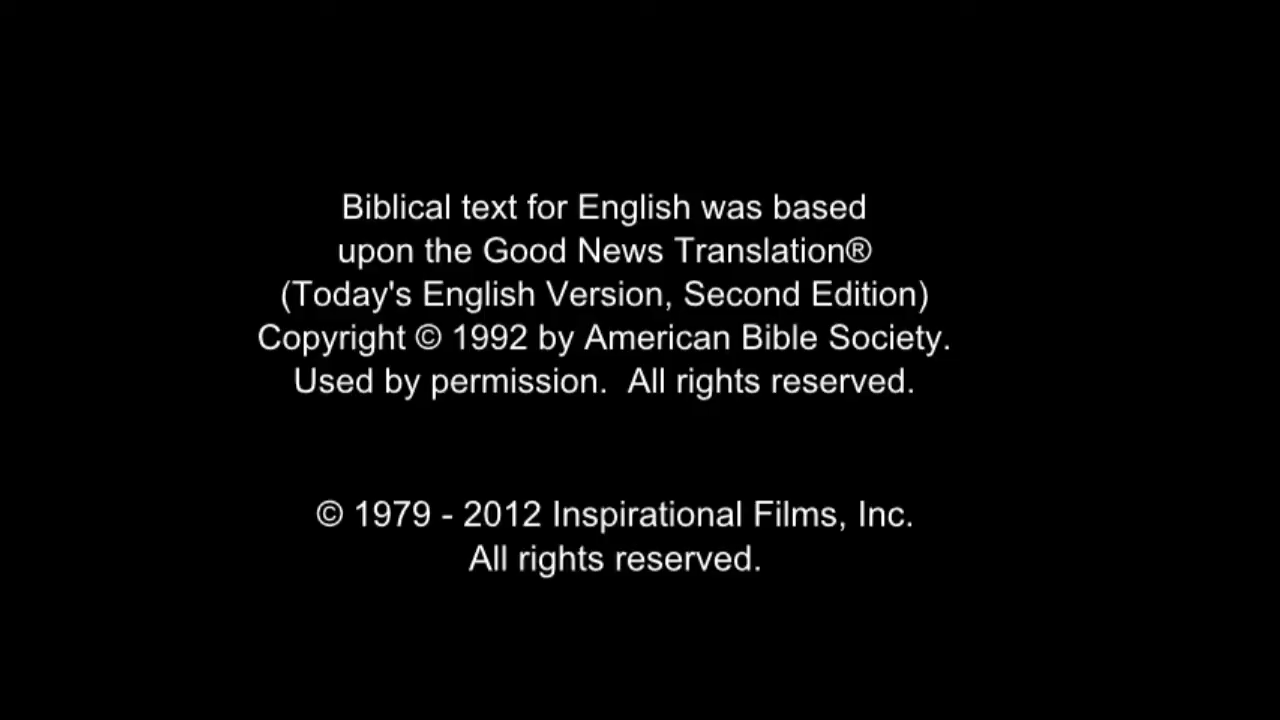 Biblical text for English was based
upon the Good News Translation®
(Today's English Version, Second Edition)
Copyright © 1992 by American Bible Society.
Used by permission.  All rights reserved.
© 1979 - 2012 Inspirational Films, Inc.
All rights reserved.